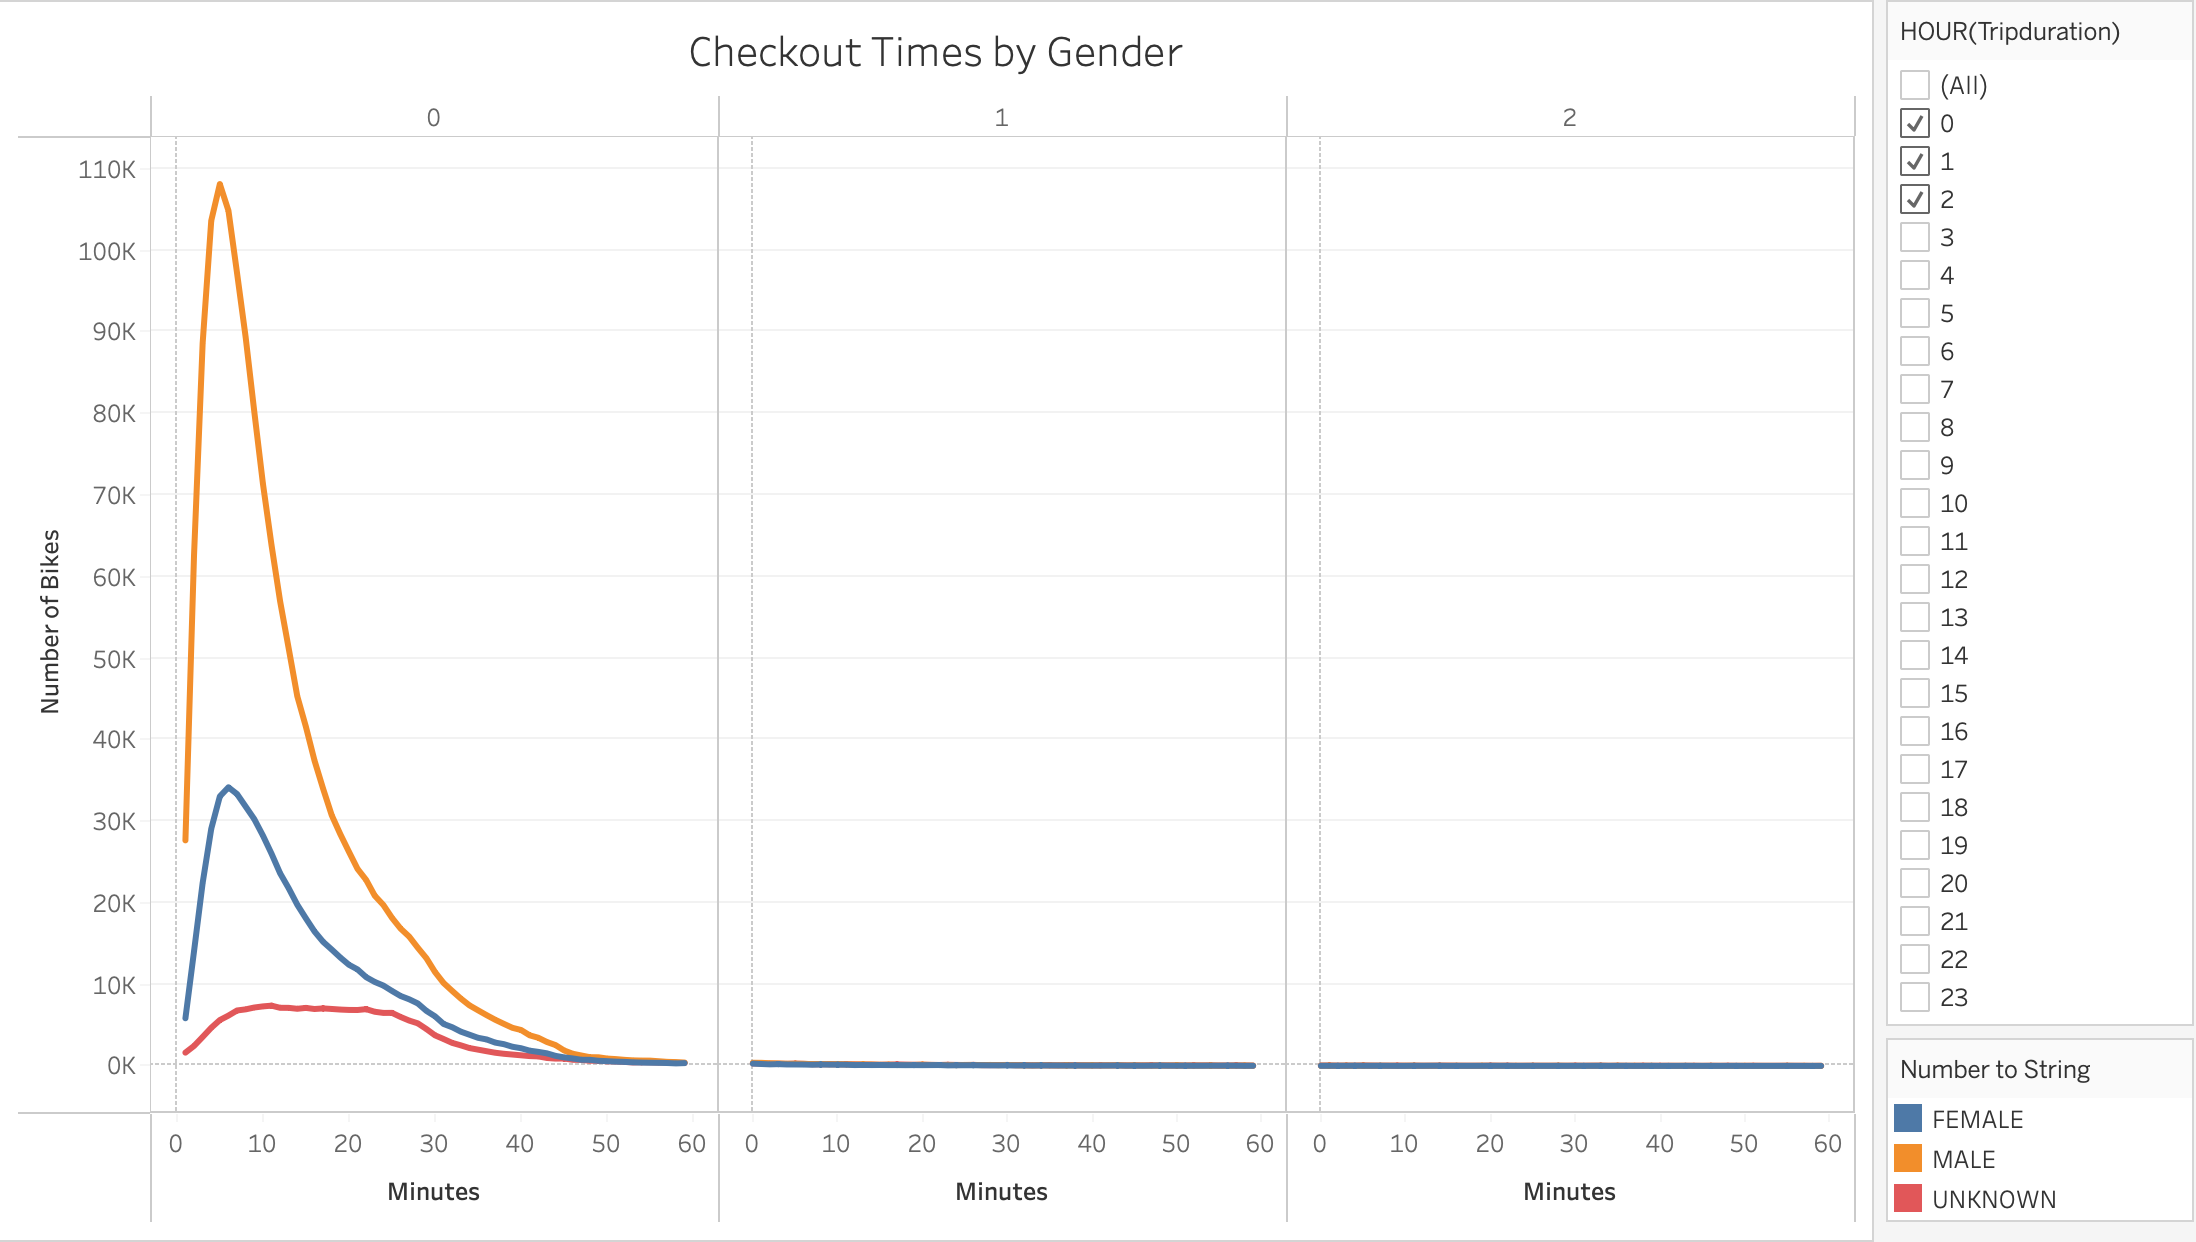 Checkout Times by Gender
0 1 2
110K
100K
90K
80K
70K
60K
50K
40K
30K
20K
10K
0K
Number of Bikes
0 10 20 30 40 50 60 0 10 20 30 40 50 60 0 10 20 30 40 50 60
Minutes Minutes Minutes
HOUR(Tripduration)
(All)
0
1
2
3
4
5
6
7
8
9
10
11
12
13
14
15
16
17
18
19
20
21
22
23
Number to String
FEMALE
MALE
UNKNOWN